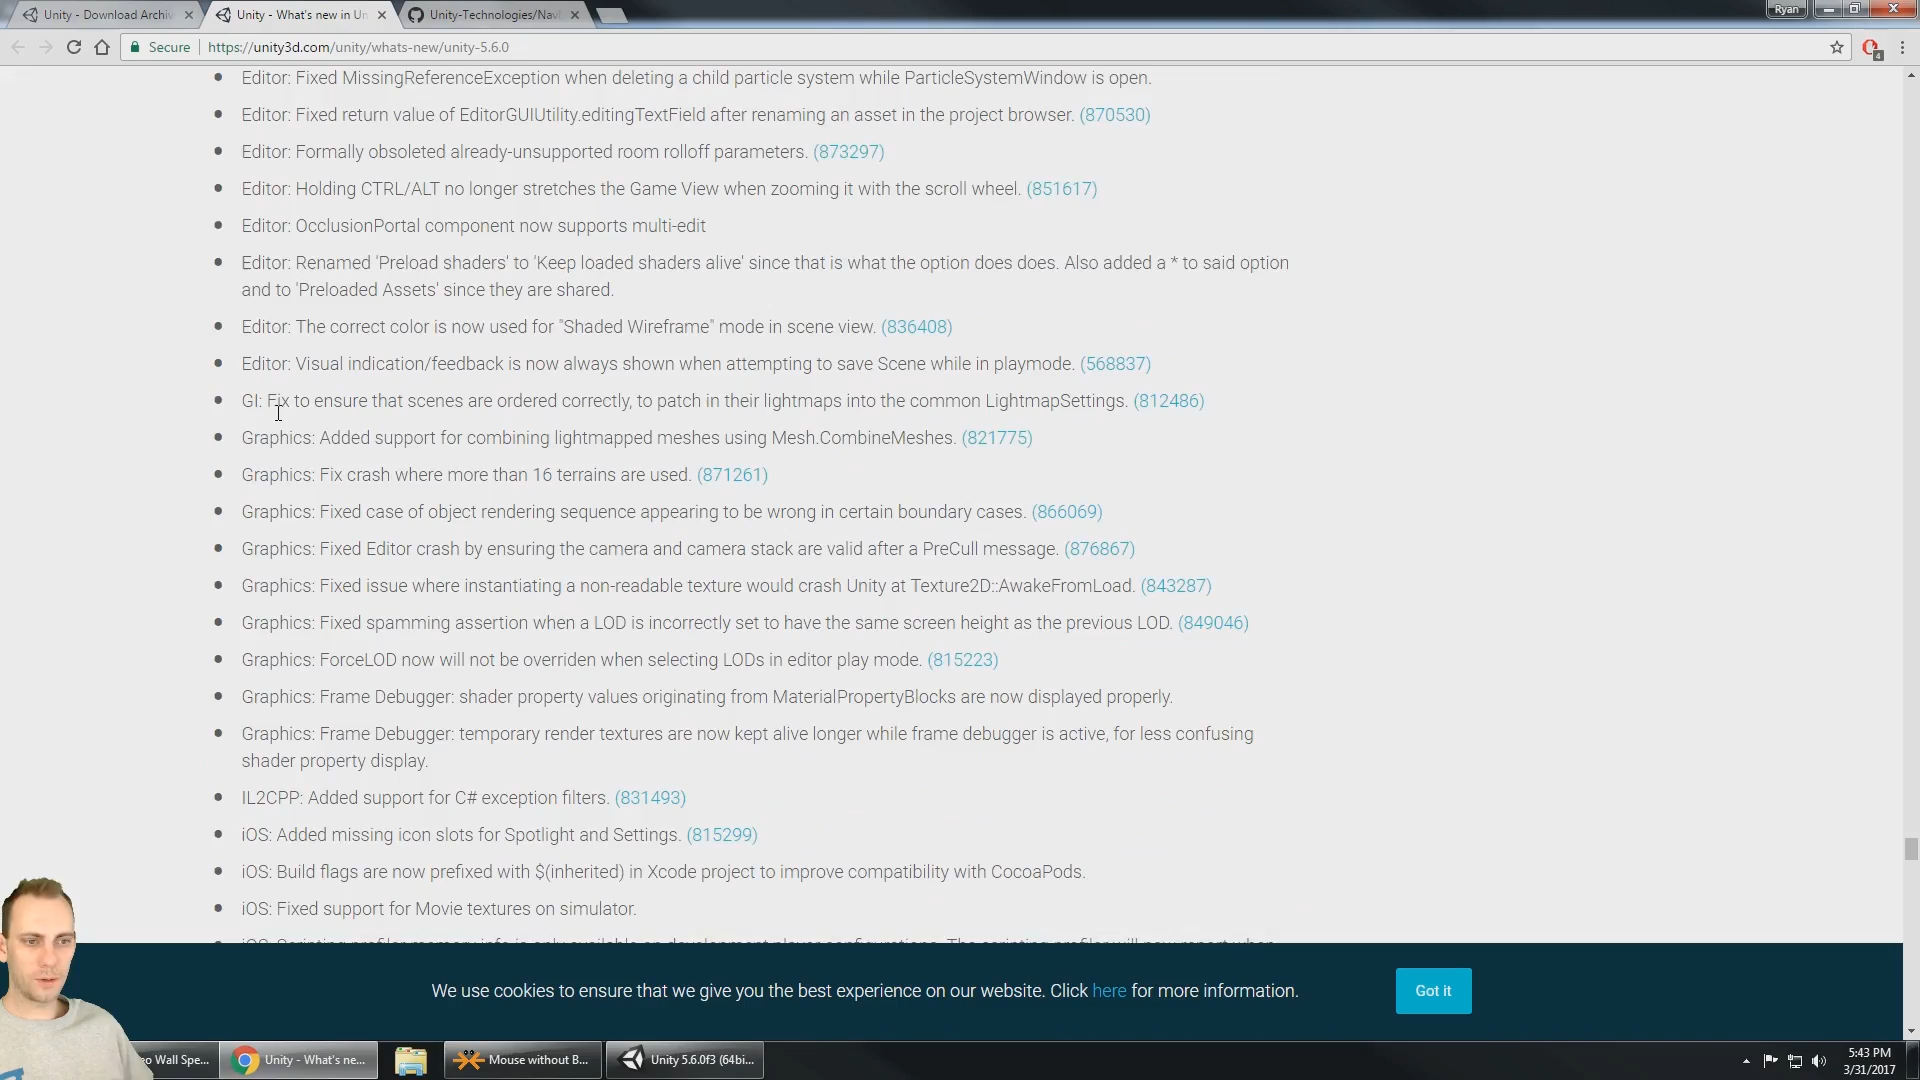 Unity - Download Archiv
Unity - What's new in Un
Unity-Technologies/Nav
Ryan
Secure
https://unity3d.com/unity/whats-new/unity-5.6.0
4
Editor: Fixed MissingReferenceException when deleting a child particle system while ParticleSystemWindow is open.
Editor: Fixed return value of EditorGUIUtility.editingTextField after renaming an asset in the project browser. (870530)
Editor: Formally obsoleted already-unsupported room rolloff parameters. (873297)
Editor: Holding CTRL/ALT no longer stretches the Game View when zooming it with the scroll wheel. (851617)
Editor: OcclusionPortal component now supports multi-edit
Editor: Renamed 'Preload shaders' to 'Keep loaded shaders alive' since that is what the option does does. Also added a * to said option
and to 'Preloaded Assets' since they are shared.
Editor: The correct color is now used for "Shaded Wireframe" mode in scene view. (836408)
Editor: Visual indication/feedback is now always shown when attempting to save Scene while in playmode. (568837)
GI: Fix to ensure that scenes are ordered correctly, to patch in their lightmaps into the common LightmapSettings. (812486)
Graphics: Added support for combining lightmapped meshes using Mesh.CombineMeshes. (821775)
Graphics: Fix crash where more than 16 terrains are used. (871261)
Graphics: Fixed case of object rendering sequence appearing to be wrong in certain boundary cases. (866069)
Graphics: Fixed Editor crash by ensuring the camera and camera stack are valid after a PreCull message. (876867)
Graphics: Fixed issue where instantiating a non-readable texture would crash Unity at Texture2D::AwakeFromLoad. (843287)
Graphics: Fixed spamming assertion when a LOD is incorrectly set to have the same screen height as the previous LOD. (849046)
Graphics: ForceLOD now will not be overriden when selecting LODs in editor play mode. (815223)
Graphics: Frame Debugger: shader property values originating from MaterialPropertyBlocks are now displayed properly.
Graphics: Frame Debugger: temporary render textures are now kept alive longer while frame debugger is active, for less confusing
shader property display.
IL2CPP: Added support for C# exception filters. (831493)
iOS: Added missing icon slots for Spotlight and Settings. (815299)
iOS: Build flags are now prefixed with $(inherited) in Xcode project to improve compatibility with CocoaPods.
iOS: Fixed support for Movie textures on simulator.
We use cookies to ensure that we give you the best experience on our website. Click here for more information.
Got it
eo Wall Spe...
Unity - What's ne...
Mouse without B...
Unity 5.6.0f3 (64bi...
5:43 PM
3/31/2017